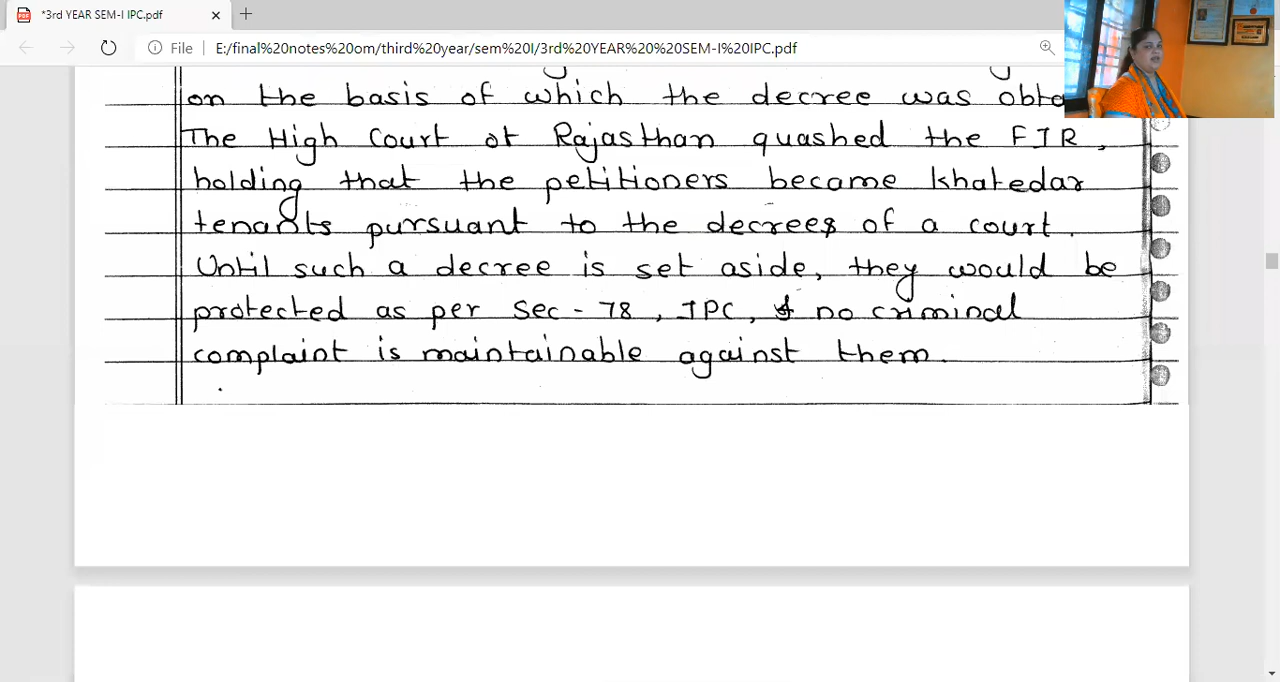 *3rd YEAR SEM-I IPC.pdf
File E:/final%20notes%20om/third%20year/sem%20I/3rd%20YEAR%20%20SEM-I%20IPC.pdf
on the basis of which the decree was obta
The High Court of Rajasthan quashed the FIR,
holding that the petitioners became khatedar
tenants pursuant to the decrees of a court.
Until such a decree is set aside, they would be
protected as per Sec - 78, IPC, & no criminal
complaint is maintainable against them.